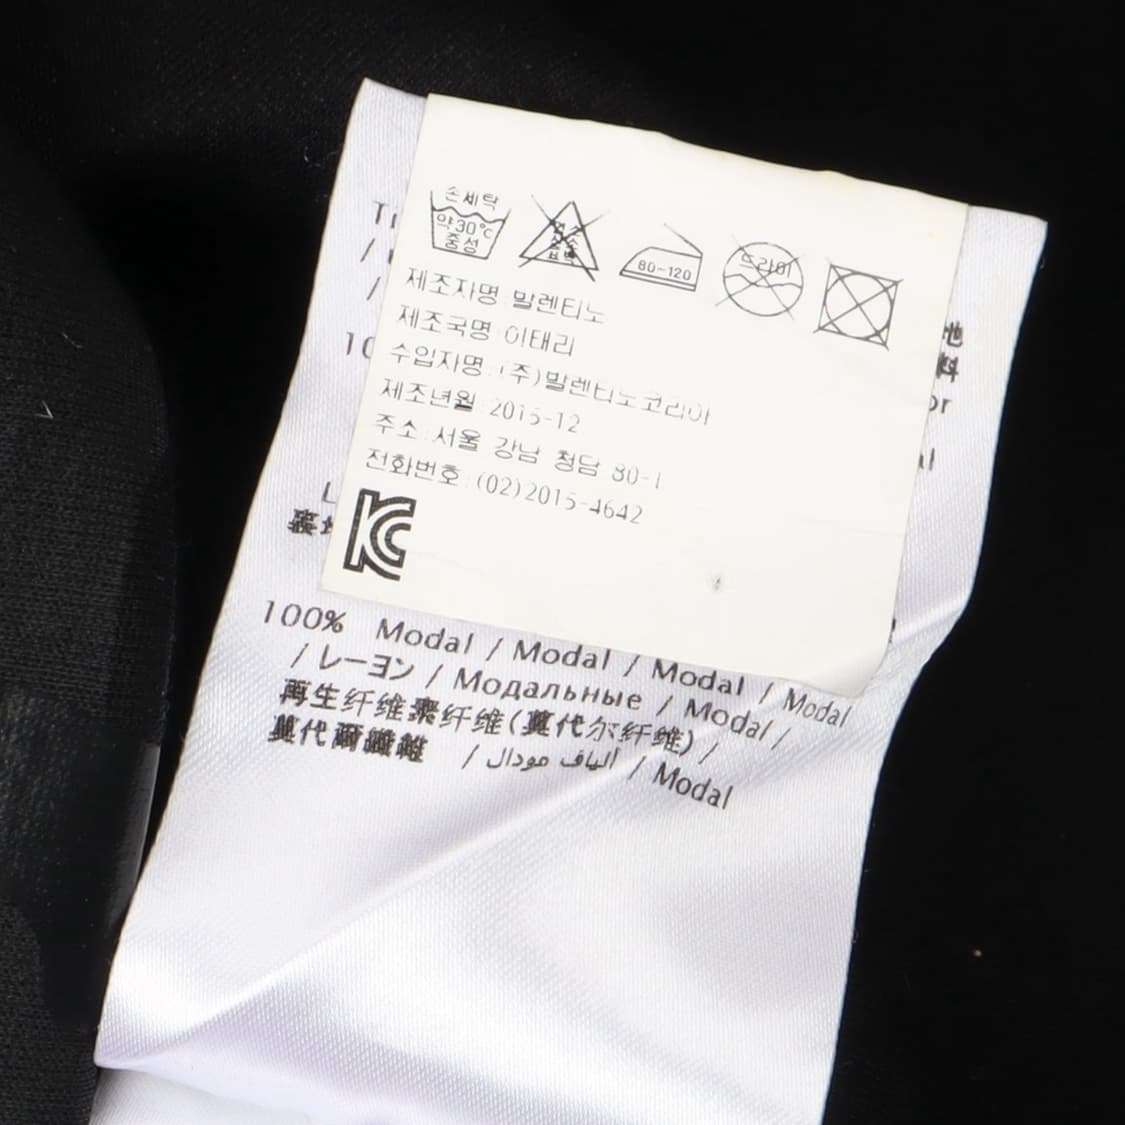 손세탁
약30℃
중성
80-120
드라이
제조자명 발렌티노
제조국명 이태리
수입자명 (주)발렌티노코리아
제조년월 2015-12
주소 서울 강남 청담 80-1
전화번호 (02)2015-4642
100% Modal / Modal / Modal / Modal
/ レーヨン / Модальные / Modal /
再生纤维素纤维(莫代尔纤维) /
莫代爾纖維 / ألياف مودال / Modal